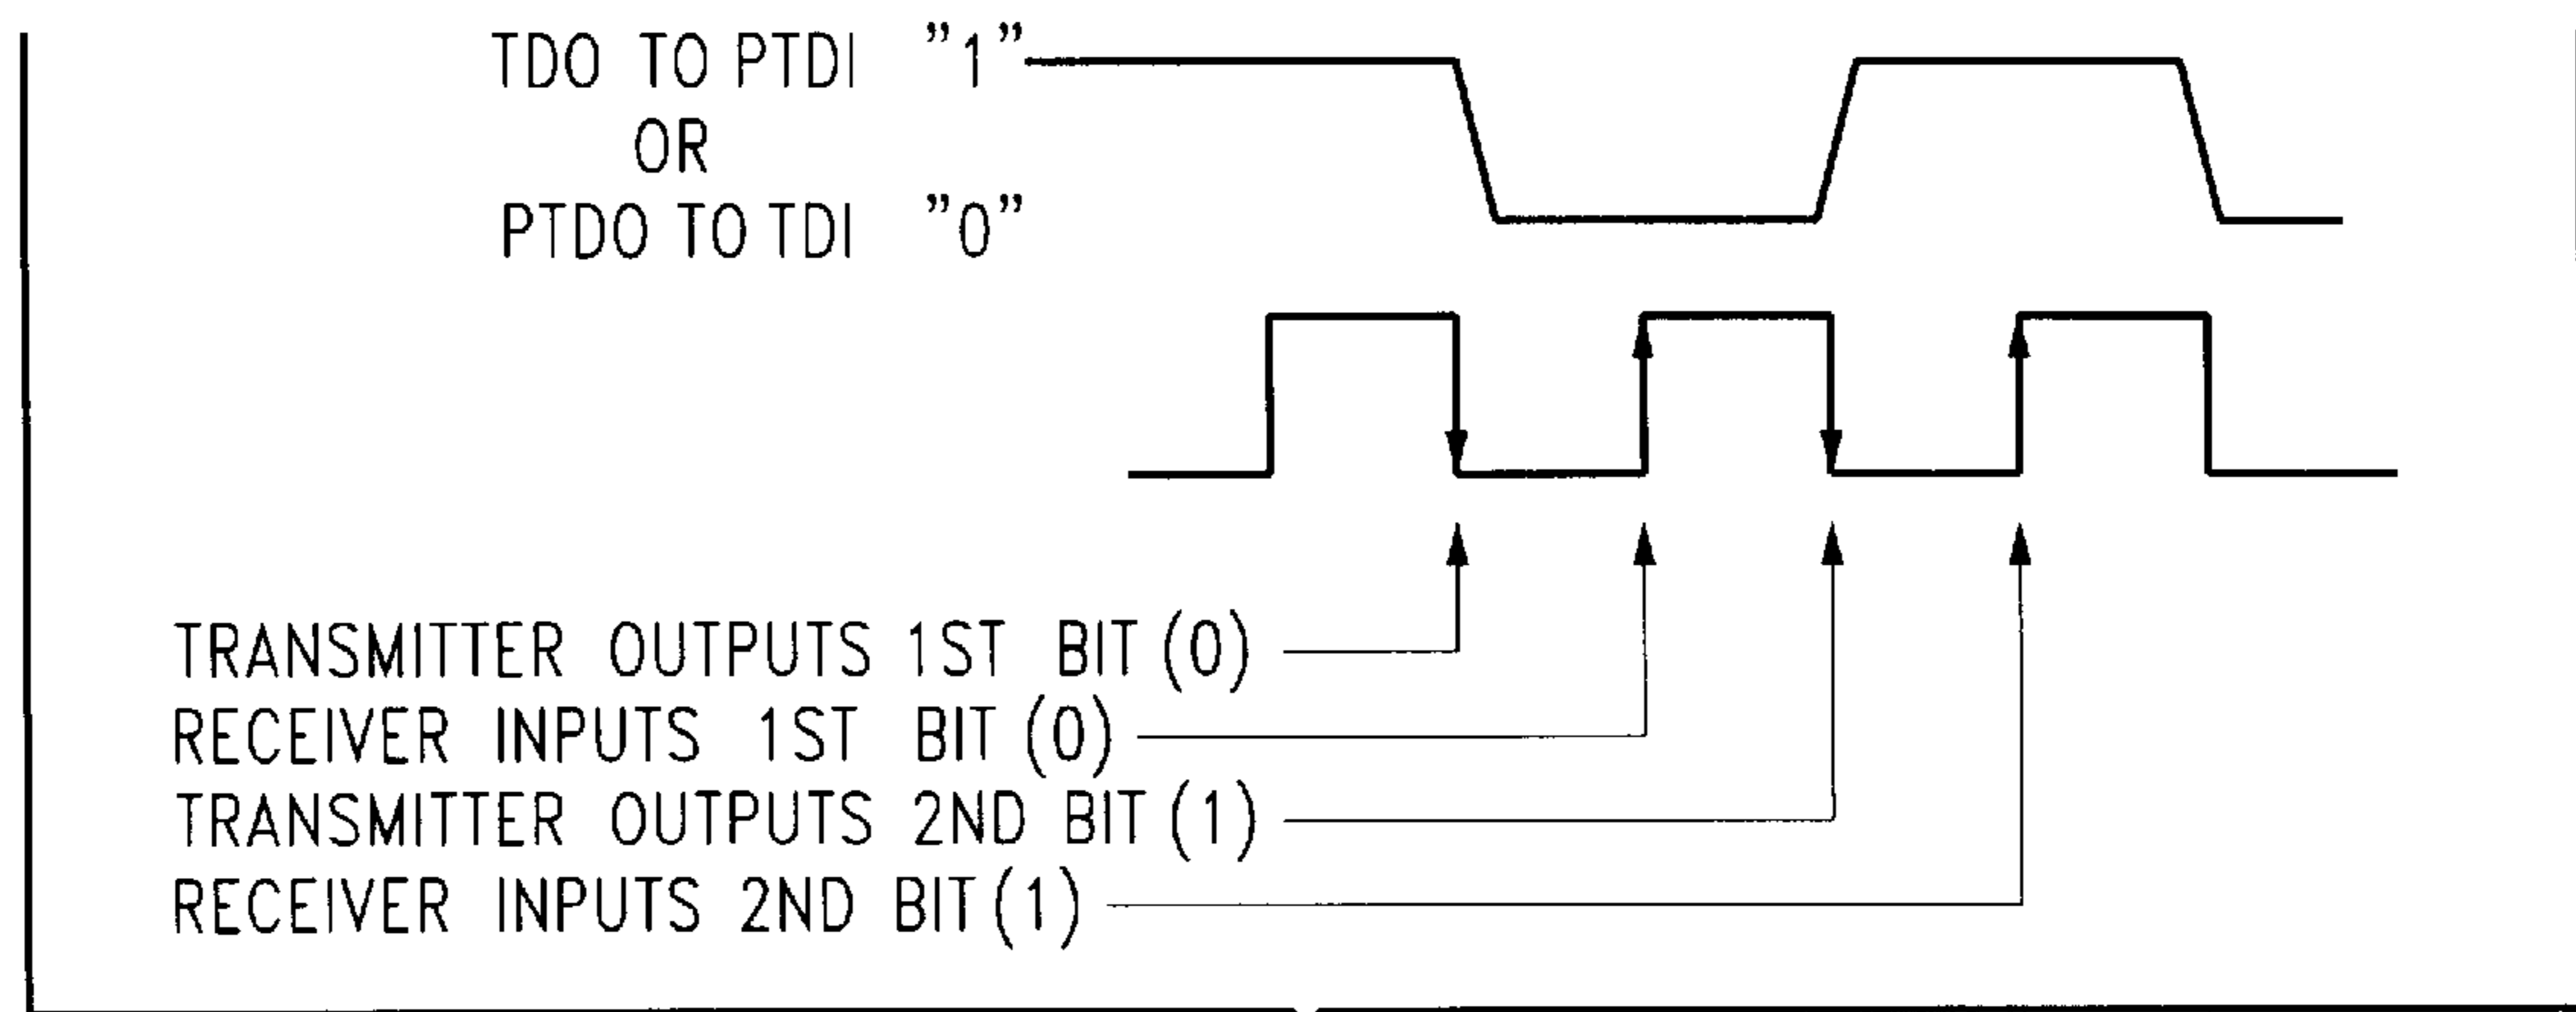 TDO TO PTDI "1"
OR
PTDO TO TDI "0"
TRANSMITTER OUTPUTS 1ST BIT (0)
RECEIVER INPUTS 1ST BIT (0)
TRANSMITTER OUTPUTS 2ND BIT (1)
RECEIVER INPUTS 2ND BIT (1)